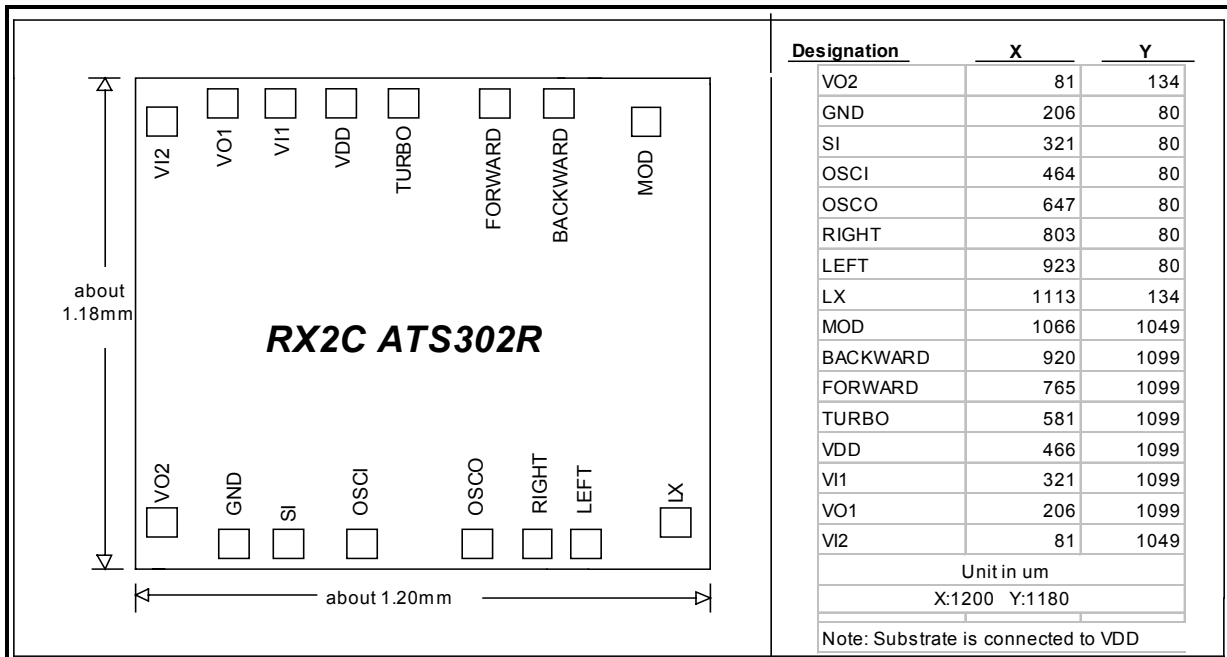 VI2
VO1
VI1
VDD
TURBO
FORWARD
BACKWARD
MOD
about
1.18mm
RX2C ATS302R
VO2
GND
SI
OSCI
OSCO
RIGHT
LEFT
LX
about 1.20mm
Designation X Y
VO2 81 134
GND 206 80
SI 321 80
OSCI 464 80
OSCO 647 80
RIGHT 803 80
LEFT 923 80
LX 1113 134
MOD 1066 1049
BACKWARD 920 1099
FORWARD 765 1099
TURBO 581 1099
VDD 466 1099
VI1 321 1099
VO1 206 1099
VI2 81 1049
Unit in um
X:1200 Y:1180
Note: Substrate is connected to VDD